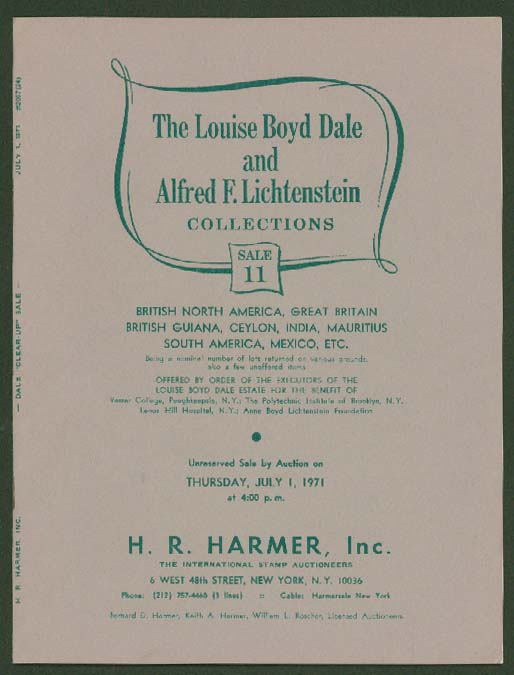 The Louise Boyd Dale
and
Alfred F. Lichtenstein
COLLECTIONS
SALE
11
BRITISH NORTH AMERICA, GREAT BRITAIN
BRITISH GUIANA, CEYLON, INDIA, MAURITIUS
SOUTH AMERICA, MEXICO, ETC.
Being a nominal number of lots returned on various grounds,
also a few unoffered items
OFFERED BY ORDER OF THE EXECUTORS OF THE
LOUISE BOYD DALE ESTATE FOR THE BENEFIT OF
Vassar College, Poughkeepsie, N.Y.; The Polytechnic Institute of Brooklyn, N.Y.
Lenox Hill Hospital, N.Y.; Anne Boyd Lichtenstein Foundation
Unreserved Sale by Auction on
THURSDAY, JULY 1, 1971
at 4:00 p.m.
H. R. HARMER, Inc.
THE INTERNATIONAL STAMP AUCTIONEERS
6 WEST 48th STREET, NEW YORK, N.Y. 10036
Phone: (212) 757-4460 (3 lines) :: Cable: Harmersale New York
Bernard D. Harmer, Keith A. Harmer, William L. Boscher, Licensed Auctioneers
H. R. HARMER, INC. — DALE "CLEAR-UP" SALE — JULY 1, 1971